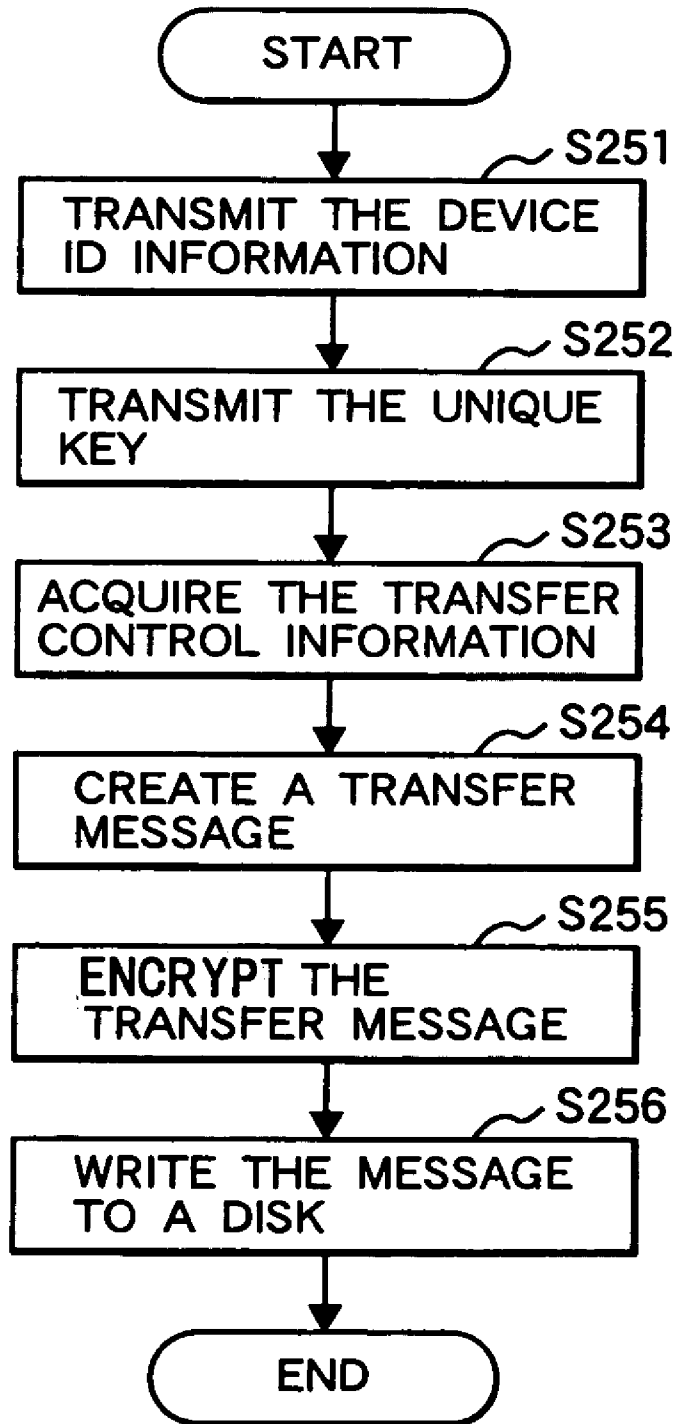 START
S251
TRANSMIT THE DEVICE
ID INFORMATION
S252
TRANSMIT THE UNIQUE
KEY
S253
ACQUIRE THE TRANSFER
CONTROL INFORMATION
S254
CREATE A TRANSFER
MESSAGE
S255
ENCRYPT THE
TRANSFER MESSAGE
S256
WRITE THE MESSAGE
TO A DISK
END